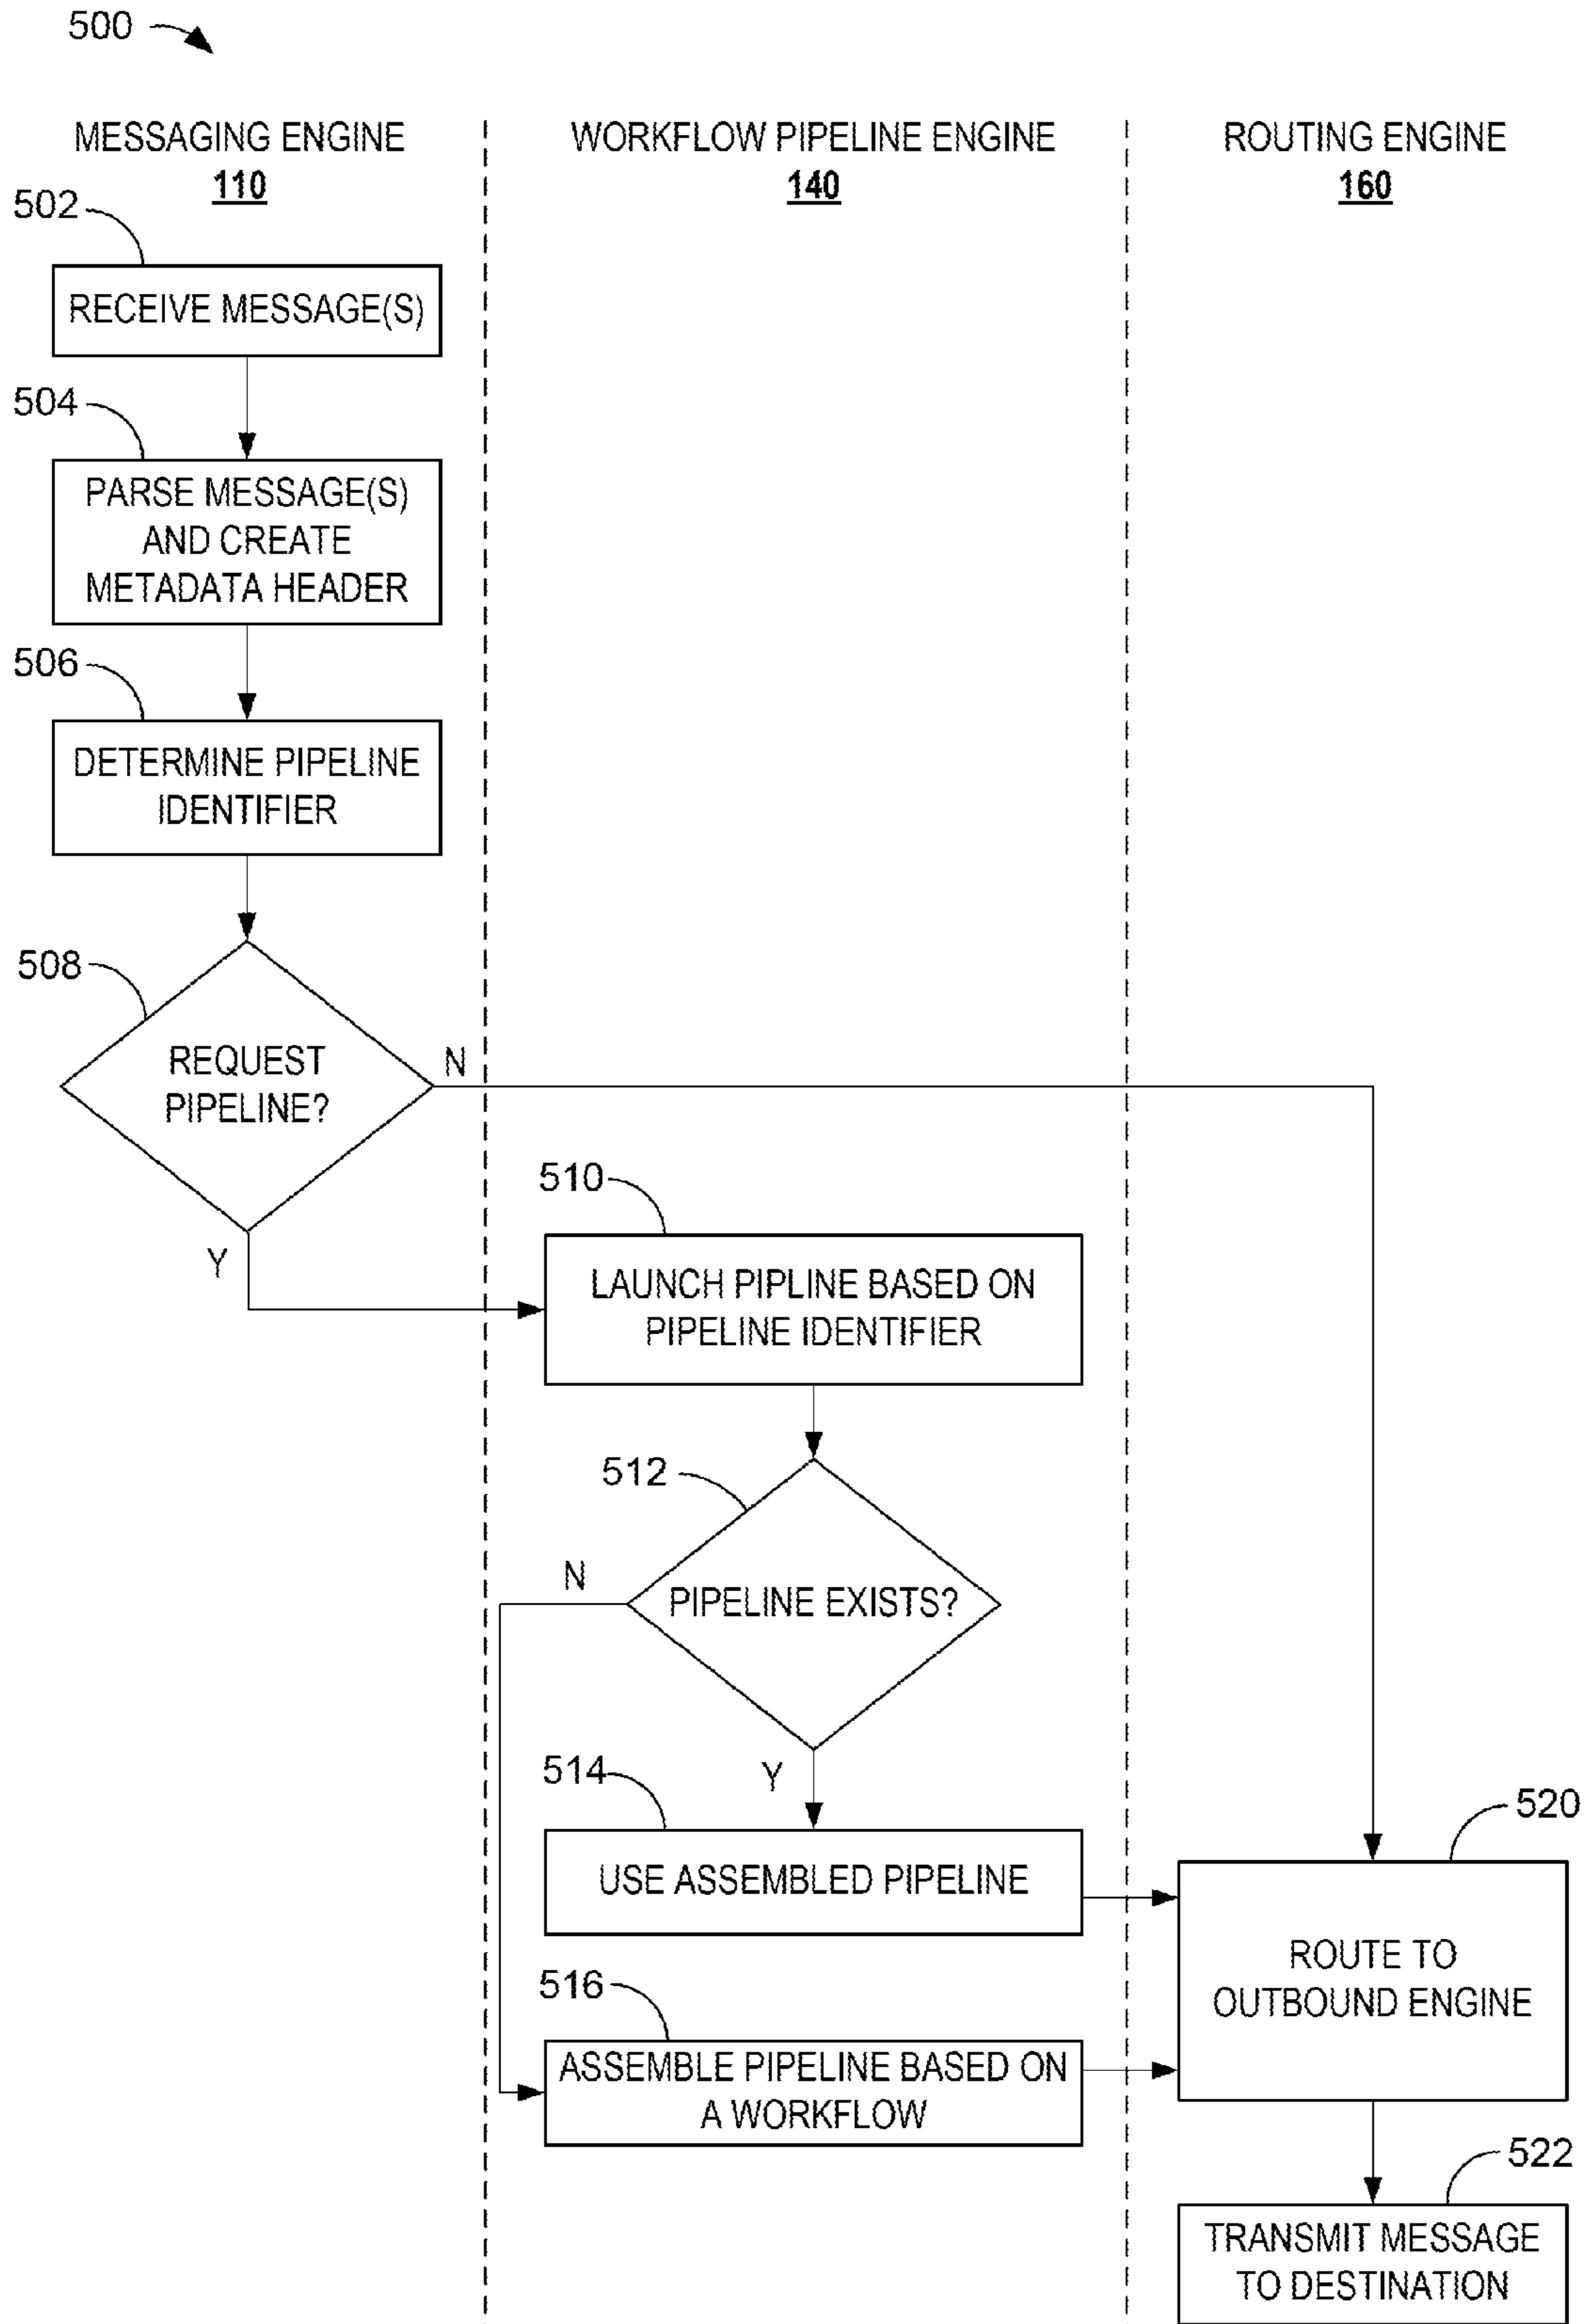 500
MESSAGING ENGINE
110
WORKFLOW PIPELINE ENGINE
140
ROUTING ENGINE
160
502
RECEIVE MESSAGE(S)
504
PARSE MESSAGE(S)
AND CREATE
METADATA HEADER
506
DETERMINE PIPELINE
IDENTIFIER
508
REQUEST
PIPELINE?
N
Y
510
LAUNCH PIPLINE BASED ON
PIPELINE IDENTIFIER
512
PIPELINE EXISTS?
N
Y
514
USE ASSEMBLED PIPELINE
516
ASSEMBLE PIPELINE BASED ON
A WORKFLOW
520
ROUTE TO
OUTBOUND ENGINE
522
TRANSMIT MESSAGE
TO DESTINATION